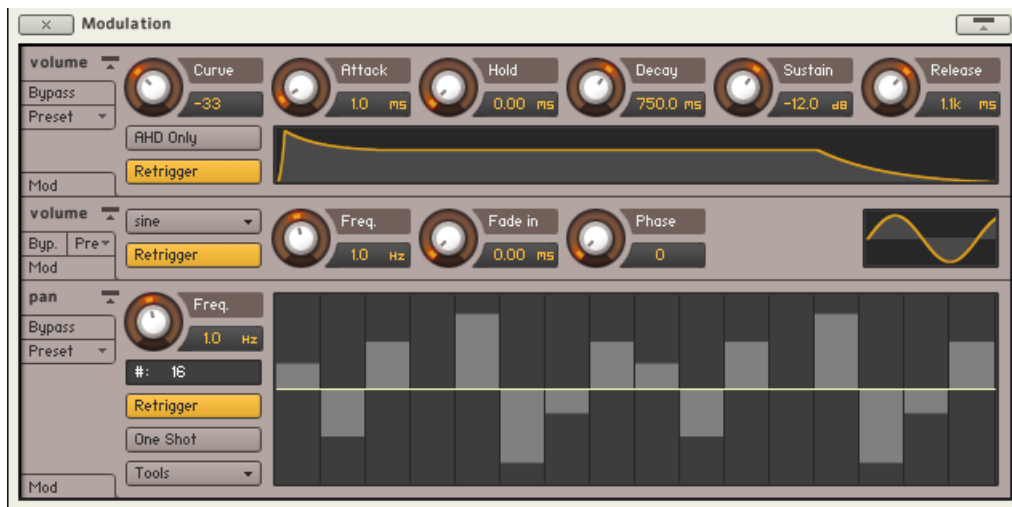 × Modulation
volume
Curve Attack Hold Decay Sustain Release
Bypass
-33 1.0 ms 0.00 ms 750.0 ms -12.0 dB 1.1k ms
Preset
AHD Only
Retrigger
Mod
volume
sine Freq. Fade in Phase
Byp. Pre
Retrigger 1.0 Hz 0.00 ms 0
Mod
pan
Freq.
Bypass
1.0 Hz
Preset
#: 16
Retrigger
One Shot
Tools
Mod